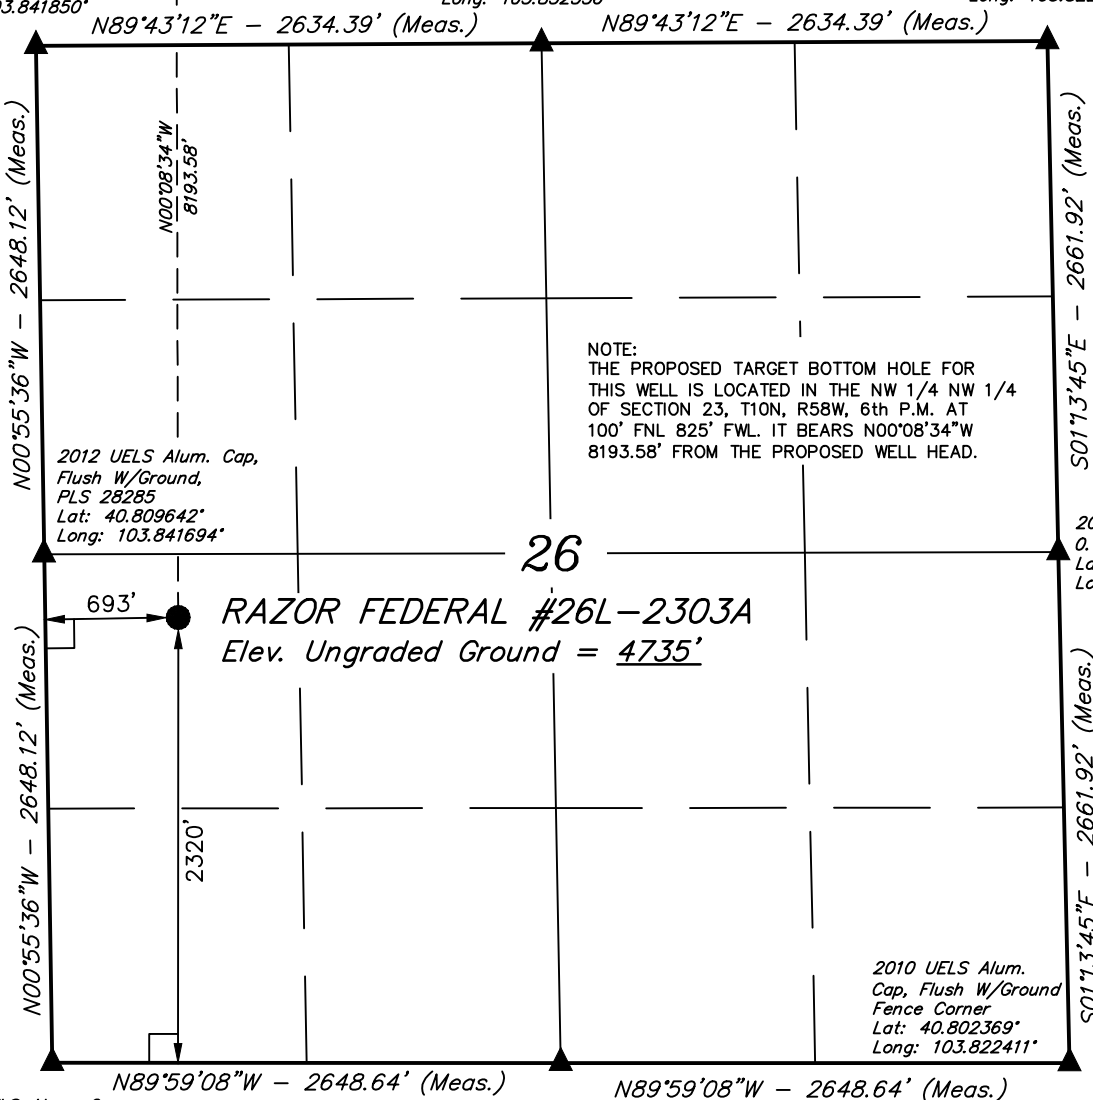 03.841850°
N89°43'12"E - 2634.39' (Meas.)
N89°43'12"E - 2634.39' (Meas.)
N00°55'36"W - 2648.12' (Meas.)
N00°08'34"W
8193.58'
S01°13'45"E - 2661.92' (Meas.)
NOTE:
THE PROPOSED TARGET BOTTOM HOLE FOR
THIS WELL IS LOCATED IN THE NW 1/4 NW 1/4
OF SECTION 23, T10N, R58W, 6th P.M. AT
100' FNL 825' FWL. IT BEARS N00°08'34"W
8193.58' FROM THE PROPOSED WELL HEAD.
2012 UELS Alum. Cap,
Flush W/Ground,
PLS 28285
Lat: 40.809642°
Long: 103.841694°
26
693'
RAZOR FEDERAL #26L-2303A
Elev. Ungraded Ground = 4735'
N00°55'36"W - 2648.12' (Meas.)
2320'
S01°13'45"E - 2661.92' (Meas.)
2010 UELS Alum.
Cap, Flush W/Ground
Fence Corner
Lat: 40.802369°
Long: 103.822411°
N89°59'08"W - 2648.64' (Meas.)
N89°59'08"W - 2648.64' (Meas.)